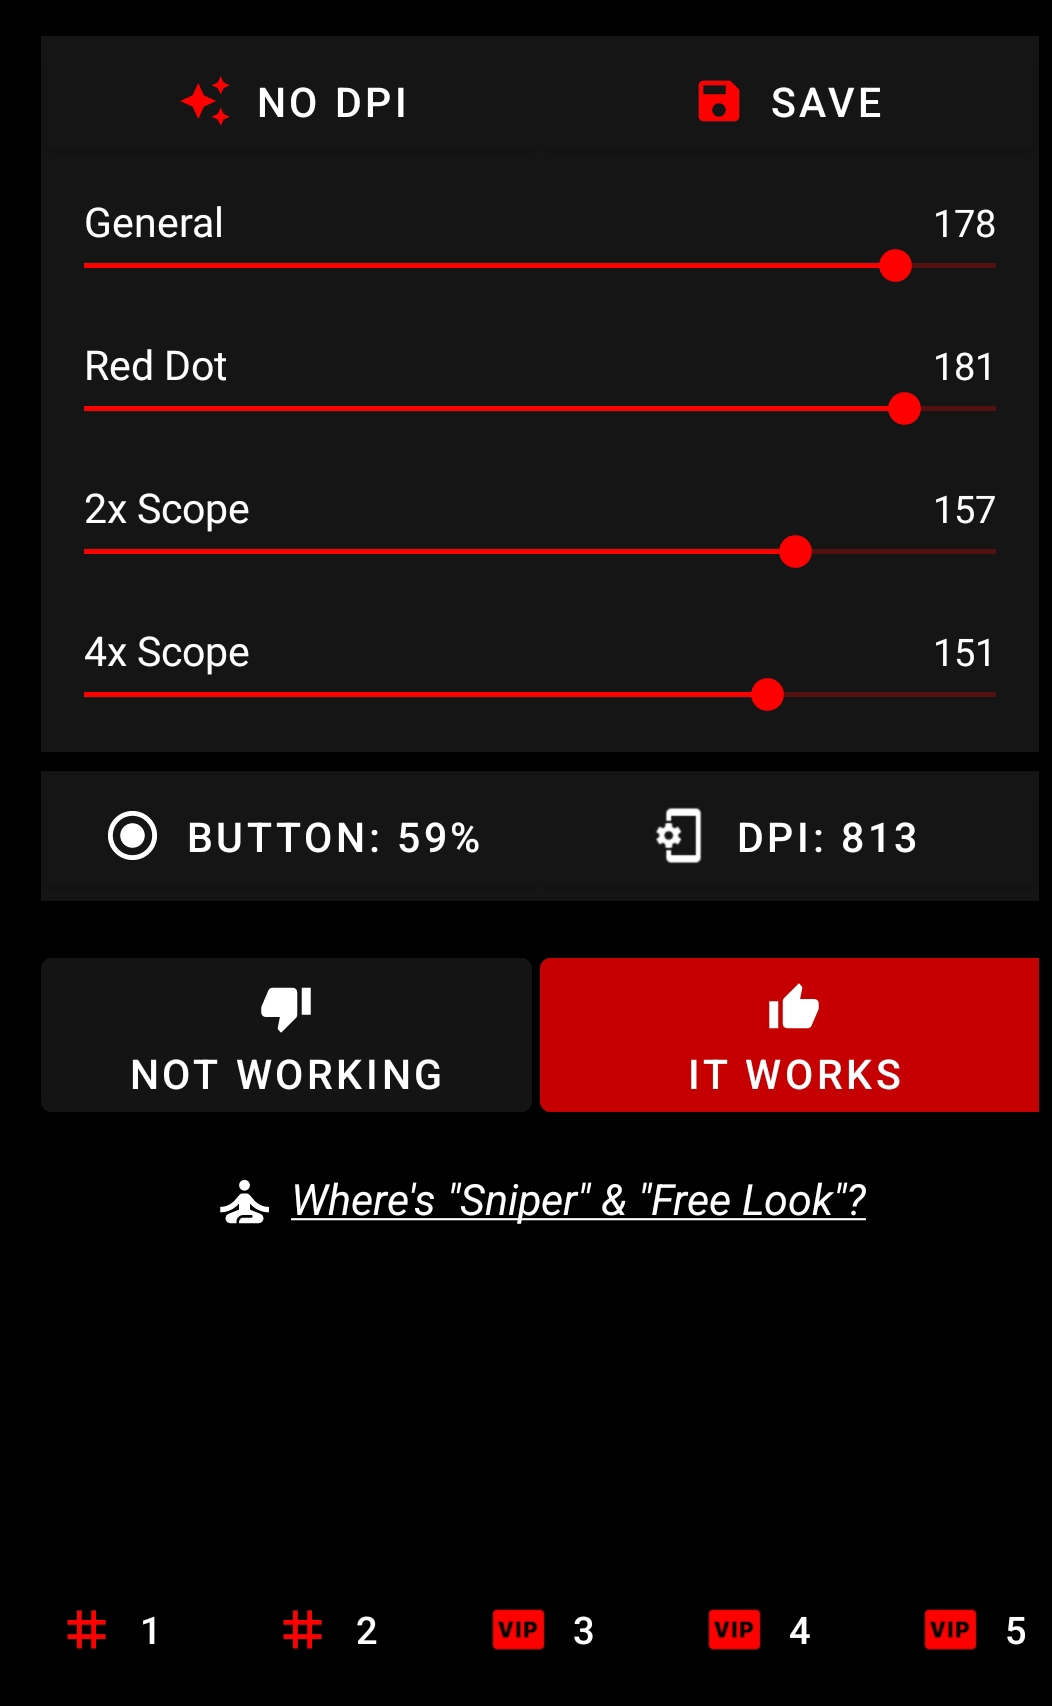 NO DPI SAVE
General 178
Red Dot 181
2x Scope 157
4x Scope 151
BUTTON: 59% DPI: 813
NOT WORKING IT WORKS
Where's "Sniper" & "Free Look"?
# 1 # 2 VIP 3 VIP 4 VIP 5